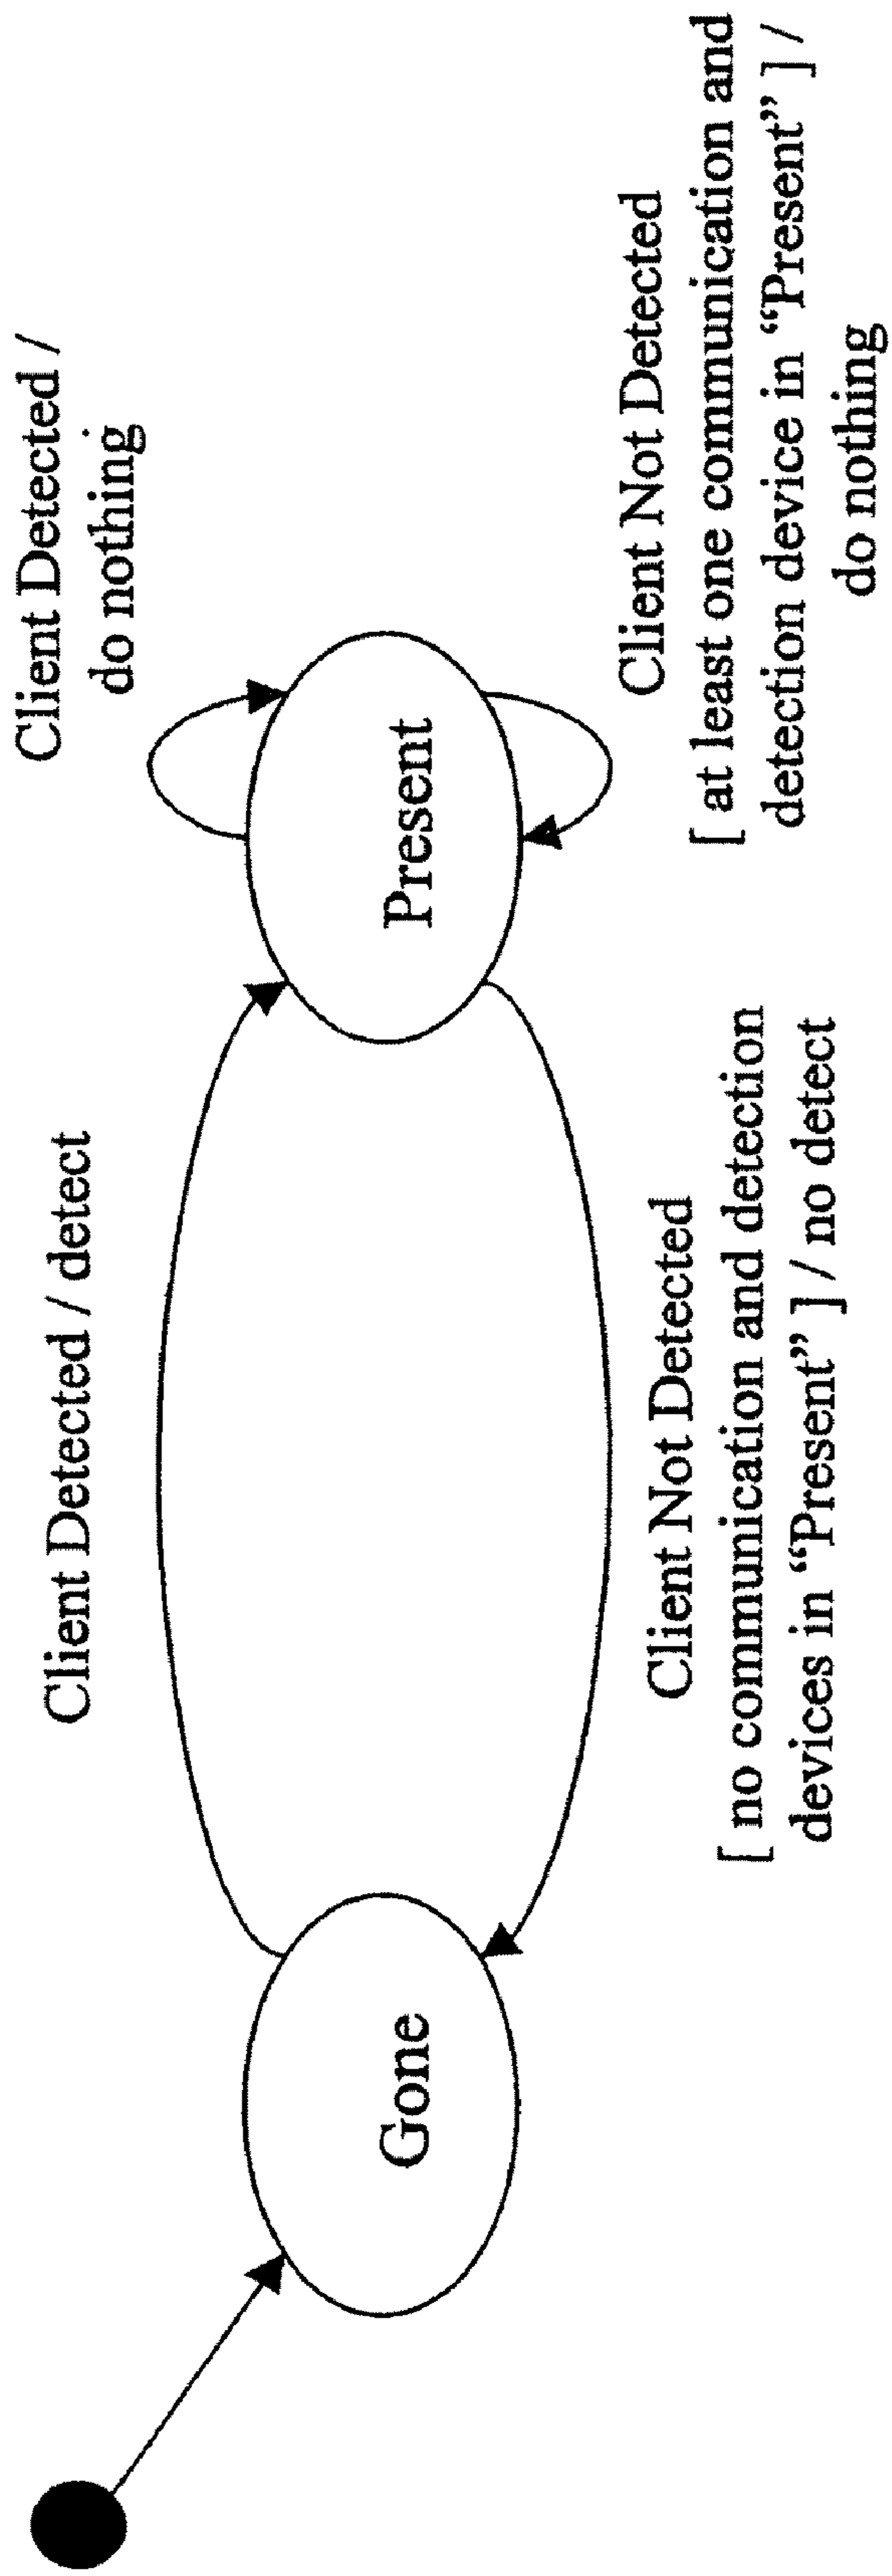 Client Detected / detect
Client Detected /
do nothing
Gone
Present
Client Not Detected
[ no communication and detection
devices in “Present” ] / no detect
Client Not Detected
[ at least one communication and
detection device in “Present” ] /
do nothing